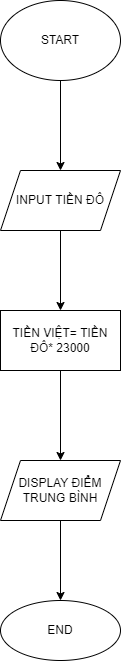 START
INPUT TIỀN ĐÔ
TIỀN VIỆT= TIỀN
ĐÔ* 23000
DISPLAY ĐIỂM
TRUNG BÌNH
END